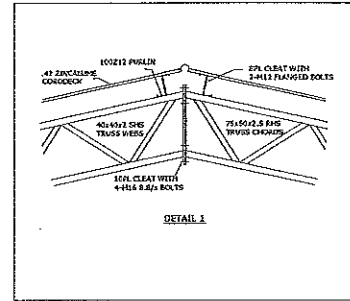 100Z12 PURLIN
.42 ZINCALUME
CORODECK
8PL CLEAT WITH
2-M12 FLANGED BOLTS
40x40x2 SHS
TRUSS WEBS
75x50x2.5 RHS
TRUSS CHORDS
10PL CLEAT WITH
4-M16 8.8/s BOLTS
DETAIL 1